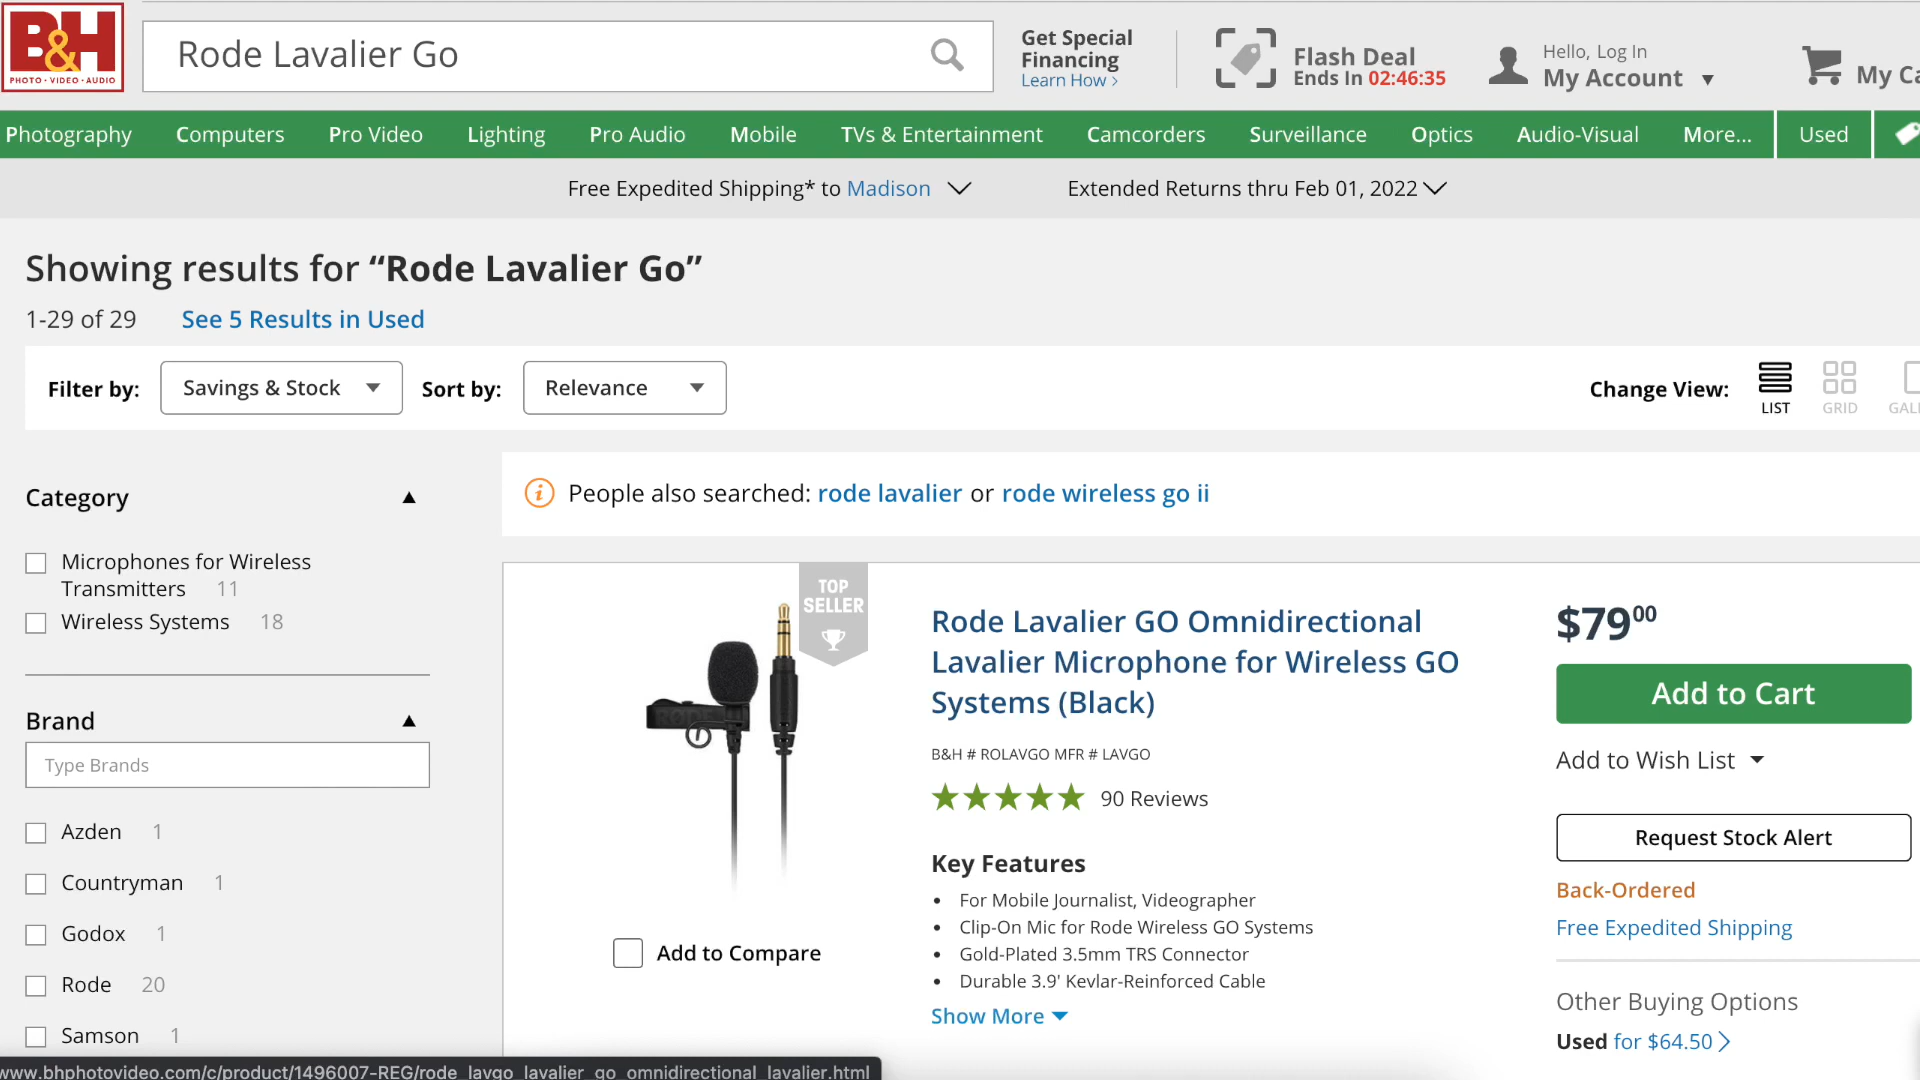 B&H
PHOTO · VIDEO · AUDIO
Rode Lavalier Go
Get Special
Financing
Learn How ›
Flash Deal
Ends In 02:46:35
Hello, Log In
My Account
My Ca
Photography Computers Pro Video Lighting Pro Audio Mobile TVs & Entertainment Camcorders Surveillance Optics Audio-Visual More... Used
Free Expedited Shipping* to Madison
Extended Returns thru Feb 01, 2022
Showing results for “Rode Lavalier Go”
1-29 of 29 See 5 Results in Used
Filter by: Savings & Stock Sort by: Relevance
Change View:
LIST
GRID
GALL
Category
Microphones for Wireless
Transmitters 11
Wireless Systems 18
Brand
Type Brands
Azden 1
Countryman 1
Godox 1
Rode 20
Samson 1
People also searched: rode lavalier or rode wireless go ii
TOP
SELLER
Add to Compare
Rode Lavalier GO Omnidirectional
Lavalier Microphone for Wireless GO
Systems (Black)
B&H # ROLAVGO MFR # LAVGO
90 Reviews
Key Features
• For Mobile Journalist, Videographer
• Clip-On Mic for Rode Wireless GO Systems
• Gold-Plated 3.5mm TRS Connector
• Durable 3.9' Kevlar-Reinforced Cable
Show More
$7900
Add to Cart
Add to Wish List
Request Stock Alert
Back-Ordered
Free Expedited Shipping
Other Buying Options
Used for $64.50
www.bhphotovideo.com/c/product/1496007-REG/rode_lavgo_lavalier_go_omnidirectional_lavalier.html